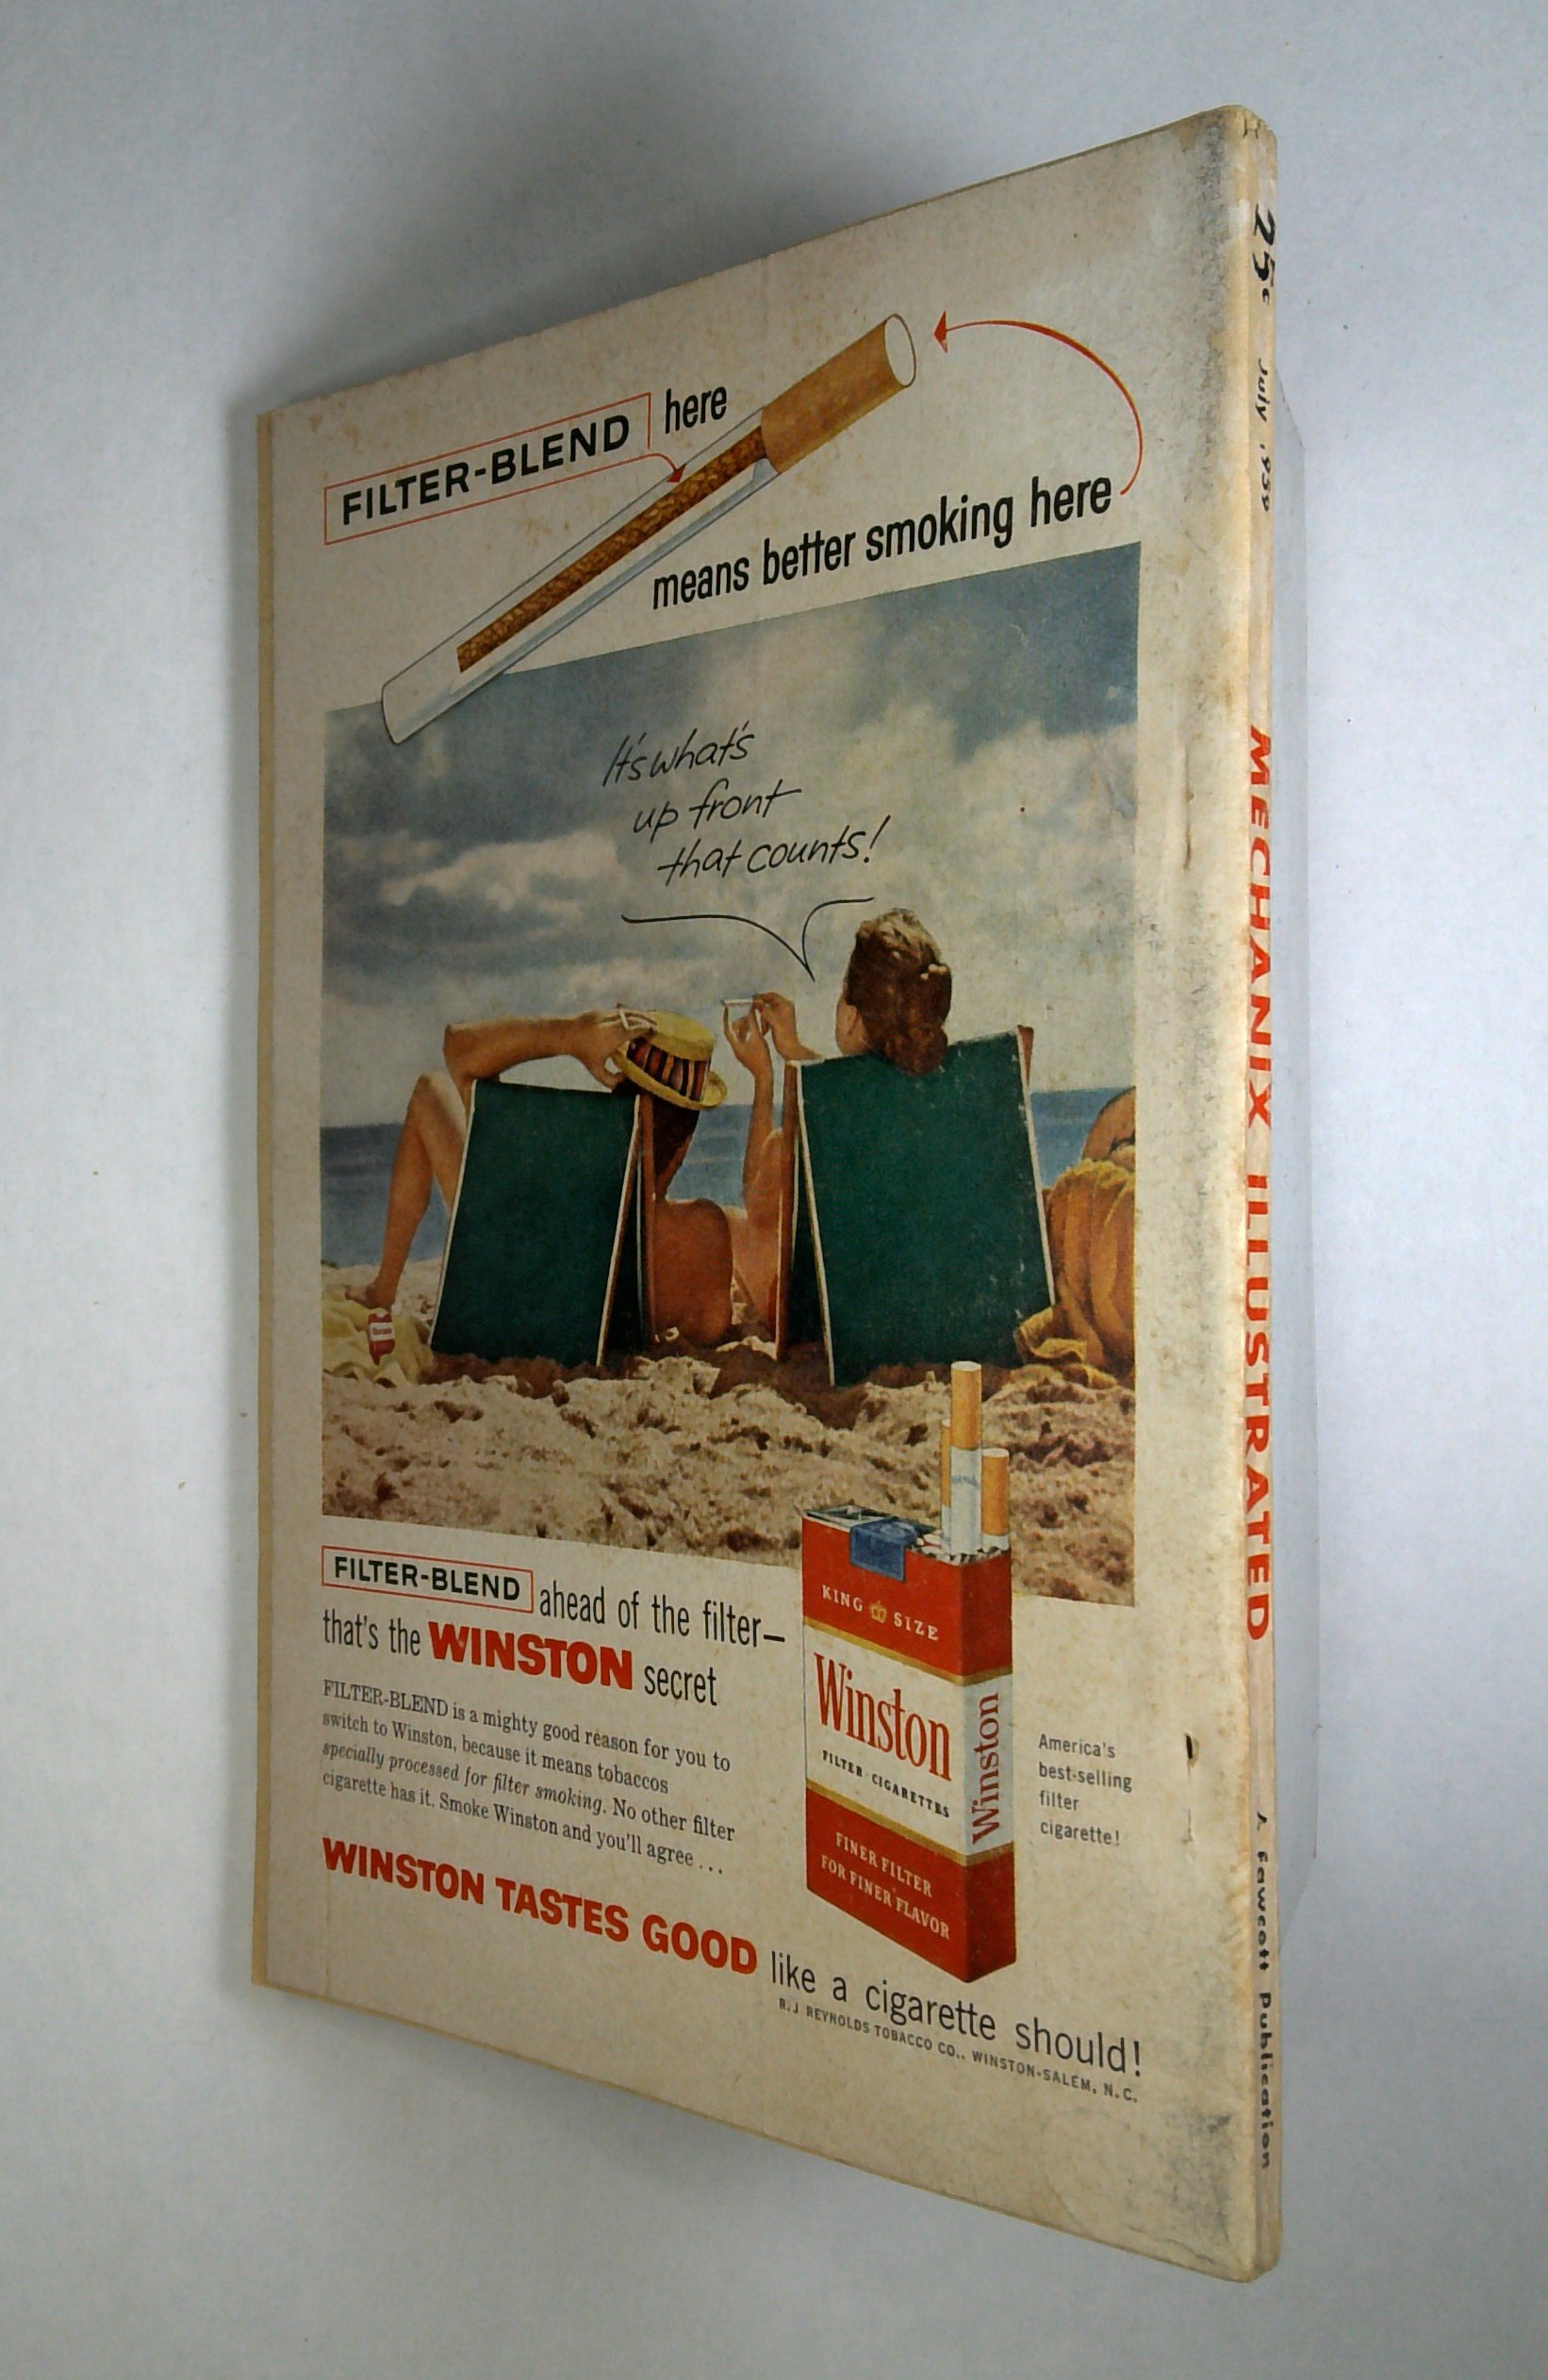 FILTER-BLEND here
means better smoking here
It's what's
up front
that counts!
FILTER-BLEND ahead of the filter—
that's the WINSTON secret
FILTER-BLEND is a mighty good reason for you to
switch to Winston, because it means tobaccos
specially processed for filter smoking. No other filter
cigarette has it. Smoke Winston and you'll agree . . .
WINSTON TASTES GOOD like a cigarette should!
R.J REYNOLDS TOBACCO CO., WINSTON-SALEM, N.C.
KING SIZE
Winston
FILTER·CIGARETTES
FINER FILTER
FOR FINER FLAVOR
Winston
America's
best-selling
filter
cigarette!
25c July 1959 MECHANIX ILLUSTRATED A Fawcett Publication